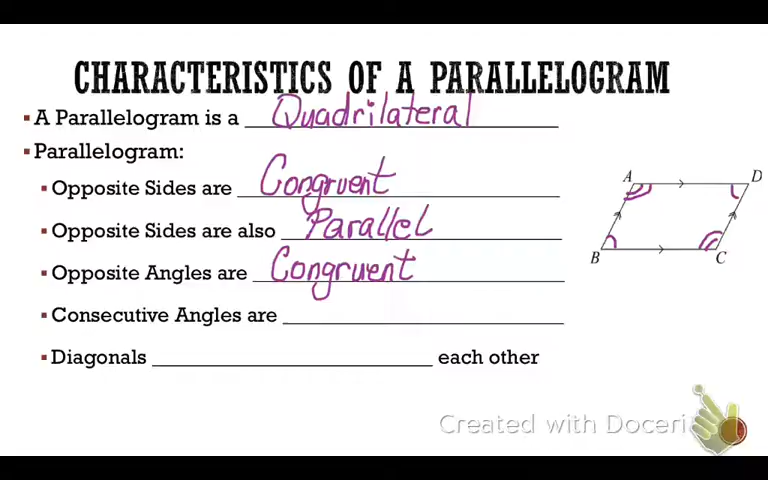 CHARACTERISTICS OF A PARALLELOGRAM
▪ A Parallelogram is a Quadrilateral
▪ Parallelogram:
▪ Opposite Sides are Congruent
▪ Opposite Sides are also Parallel
▪ Opposite Angles are Congruent
▪ Consecutive Angles are
▪ Diagonals each other
A D
B C
Created with Doceri